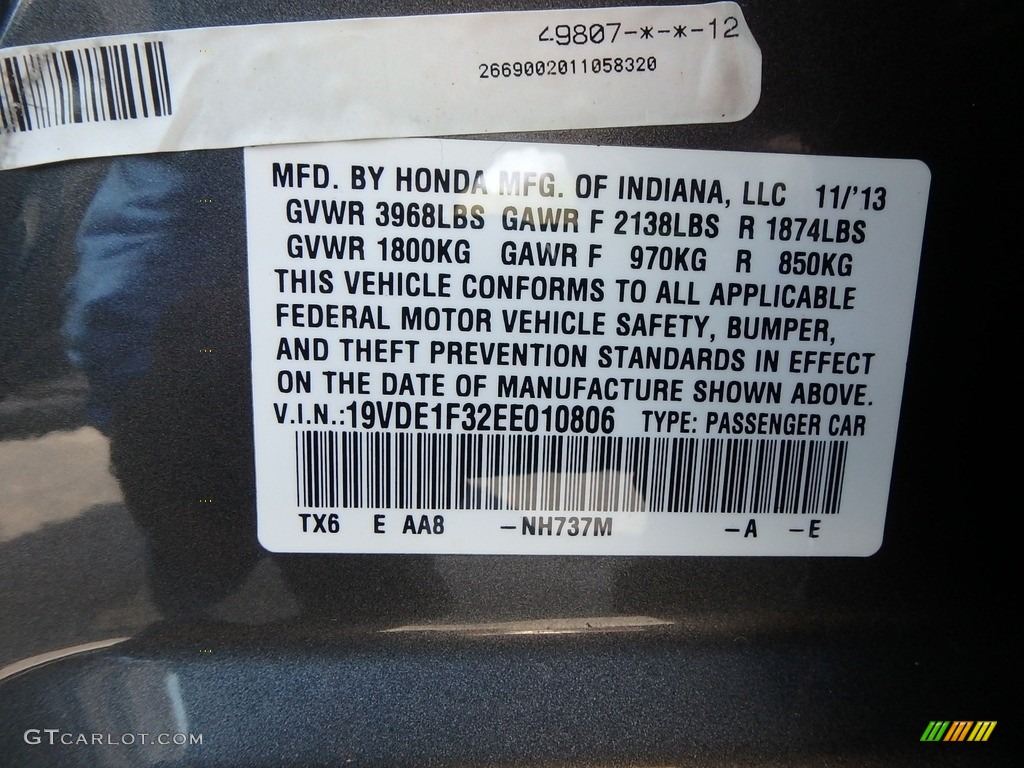 49807-*-*-12
2669002011058320
MFD. BY HONDA MFG. OF INDIANA, LLC 11/'13
GVWR 3968LBS GAWR F 2138LBS R 1874LBS
GVWR 1800KG GAWR F 970KG R 850KG
THIS VEHICLE CONFORMS TO ALL APPLICABLE
FEDERAL MOTOR VEHICLE SAFETY, BUMPER,
AND THEFT PREVENTION STANDARDS IN EFFECT
ON THE DATE OF MANUFACTURE SHOWN ABOVE.
V.I.N.:19VDE1F32EE010806 TYPE: PASSENGER CAR
TX6 E AA8 -NH737M -A -E
GTCARLOT.COM